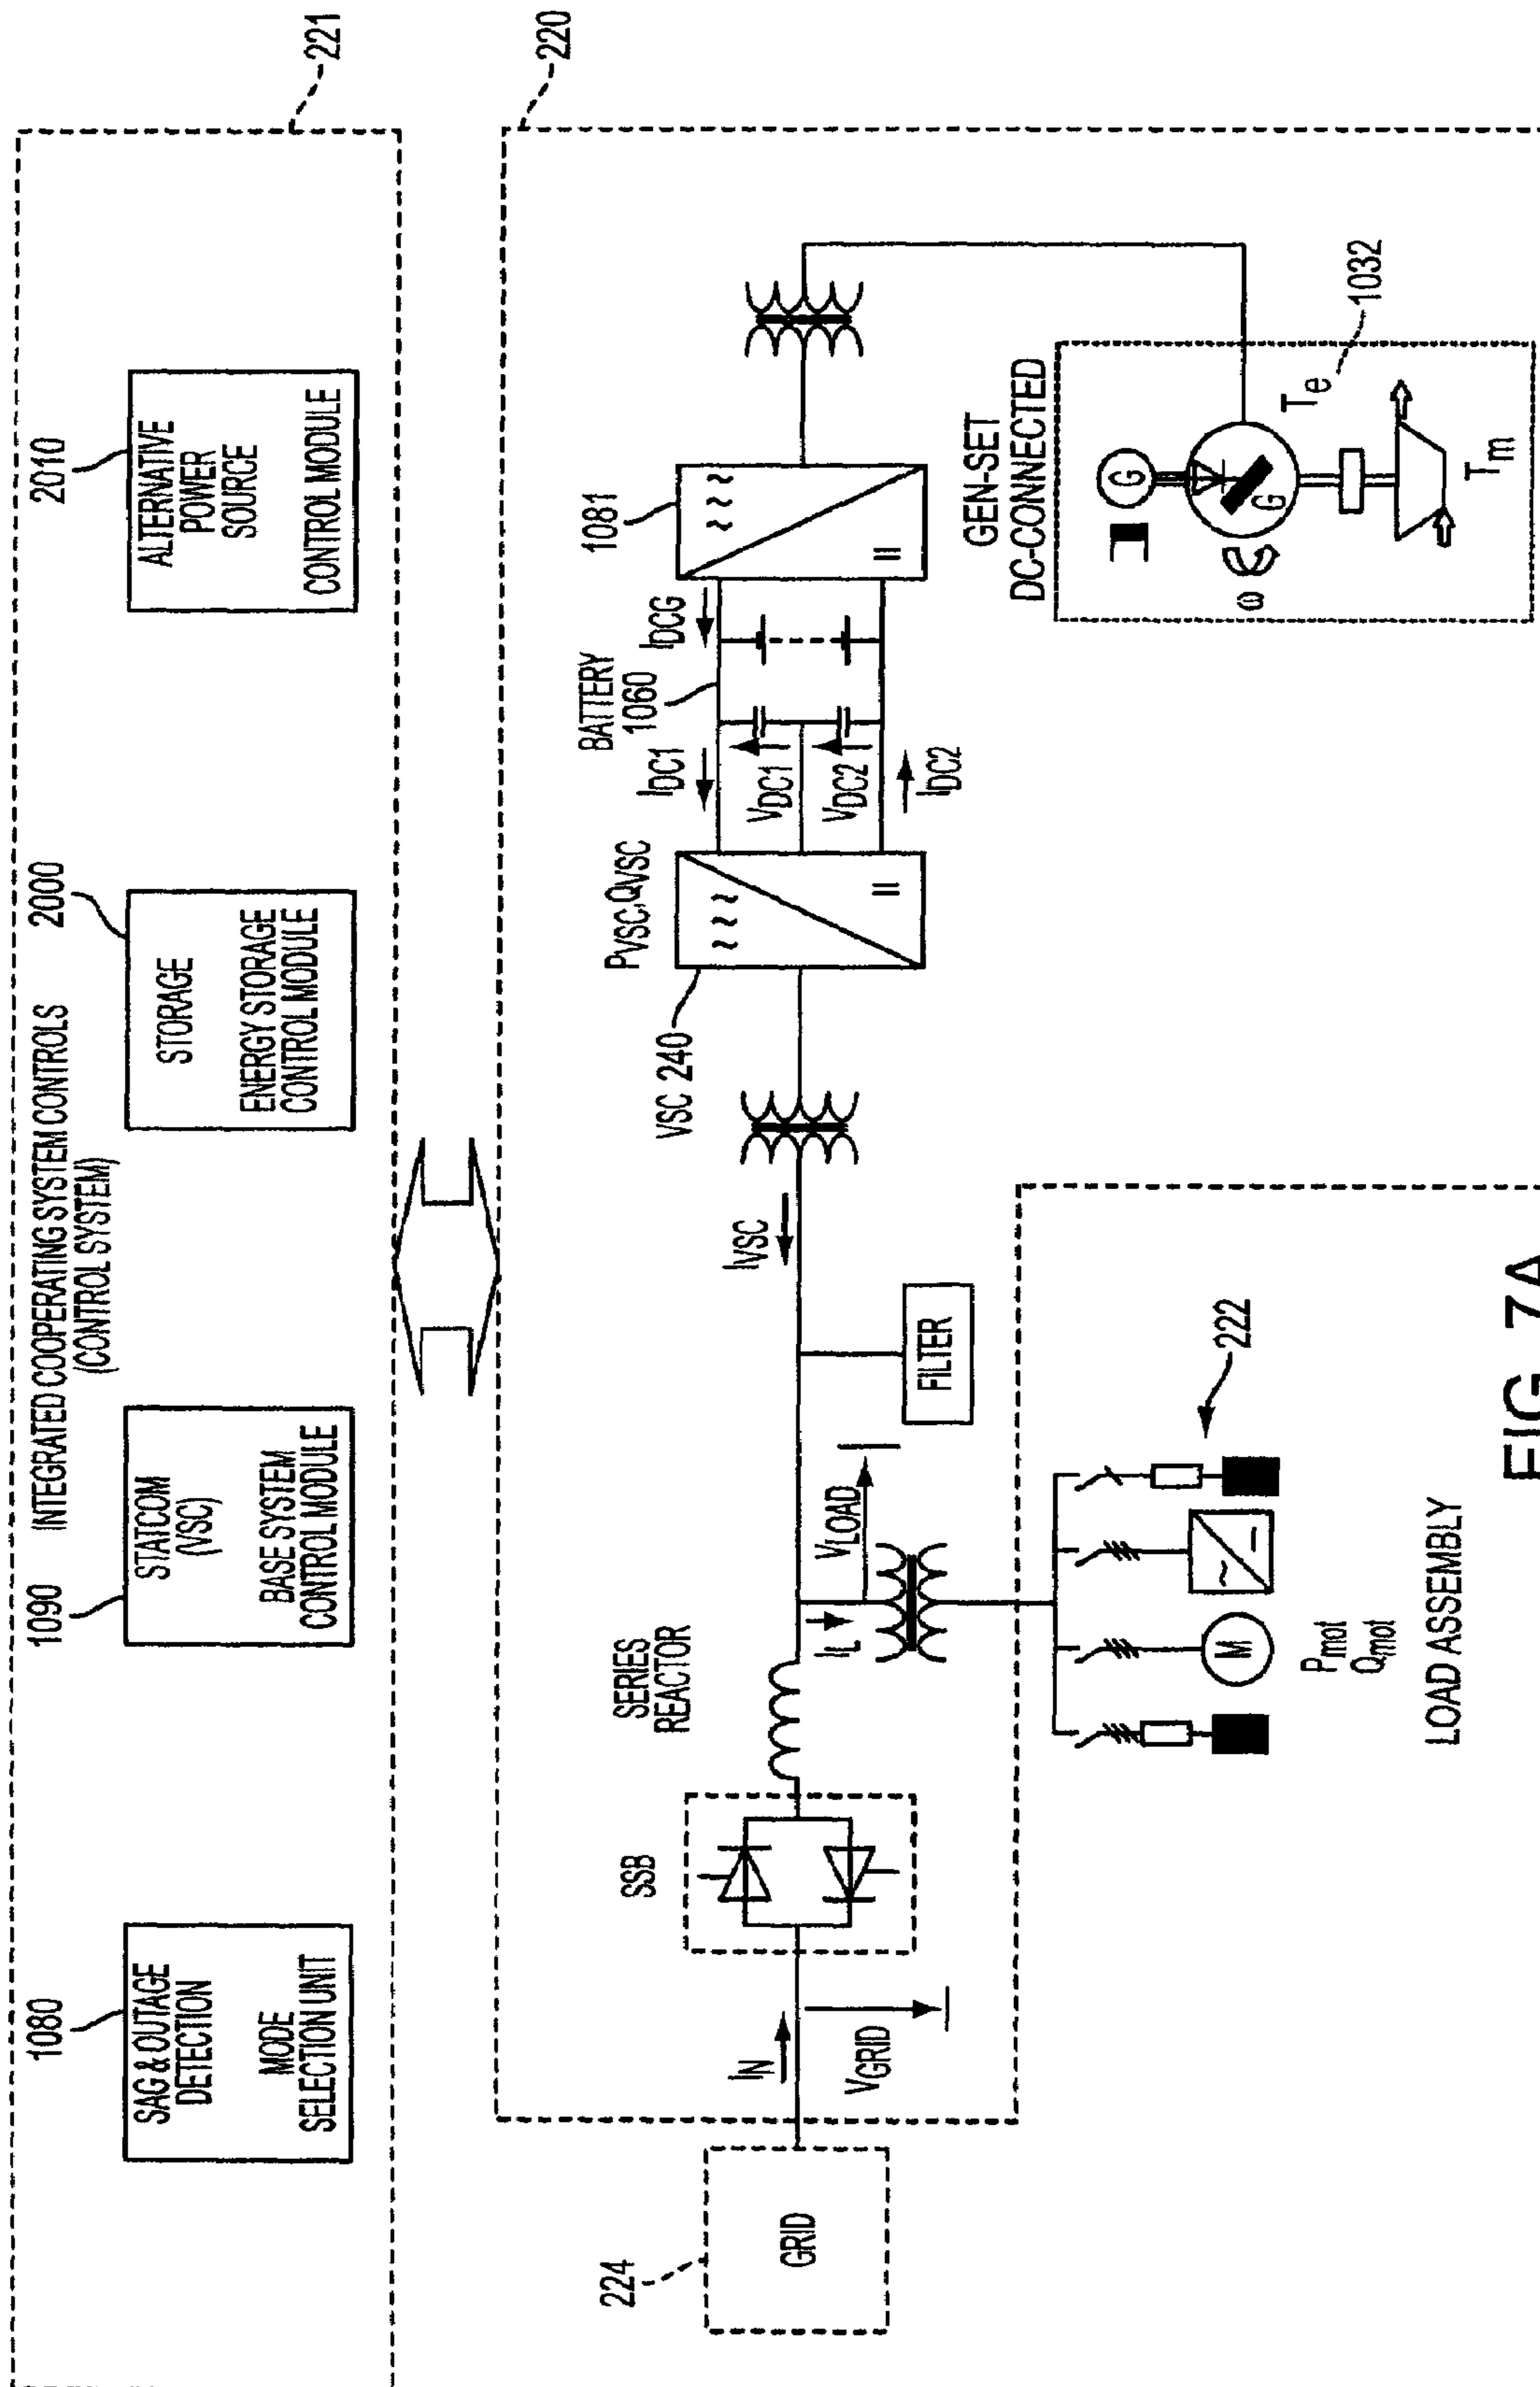 221
INTEGRATED COOPERATING SYSTEM CONTROLS
(CONTROL SYSTEM)
1080
SAG & OUTAGE
DETECTION
MODE
SELECTION UNIT
1090
STATCOM
(VSC)
BASE SYSTEM
CONTROL MODULE
2000
STORAGE
ENERGY STORAGE
CONTROL MODULE
2010
ALTERNATIVE
POWER
SOURCE
CONTROL MODULE
220
224
GRID
IN
VGRID
SSB
SERIES
REACTOR
IL
VLOAD
FILTER
IVSC
VSC 240
PVSC,QVSC
~ ~ ~
=
IDC1
VDC1
VDC2
IDC2
BATTERY
1060
IDCG
1081
~ ~ ~
=
GEN-SET
DC-CONNECTED
G
G
ω
Te
1032
Tm
222
M
~
–
Pmot
Qmot
LOAD ASSEMBLY
FIG. 7A